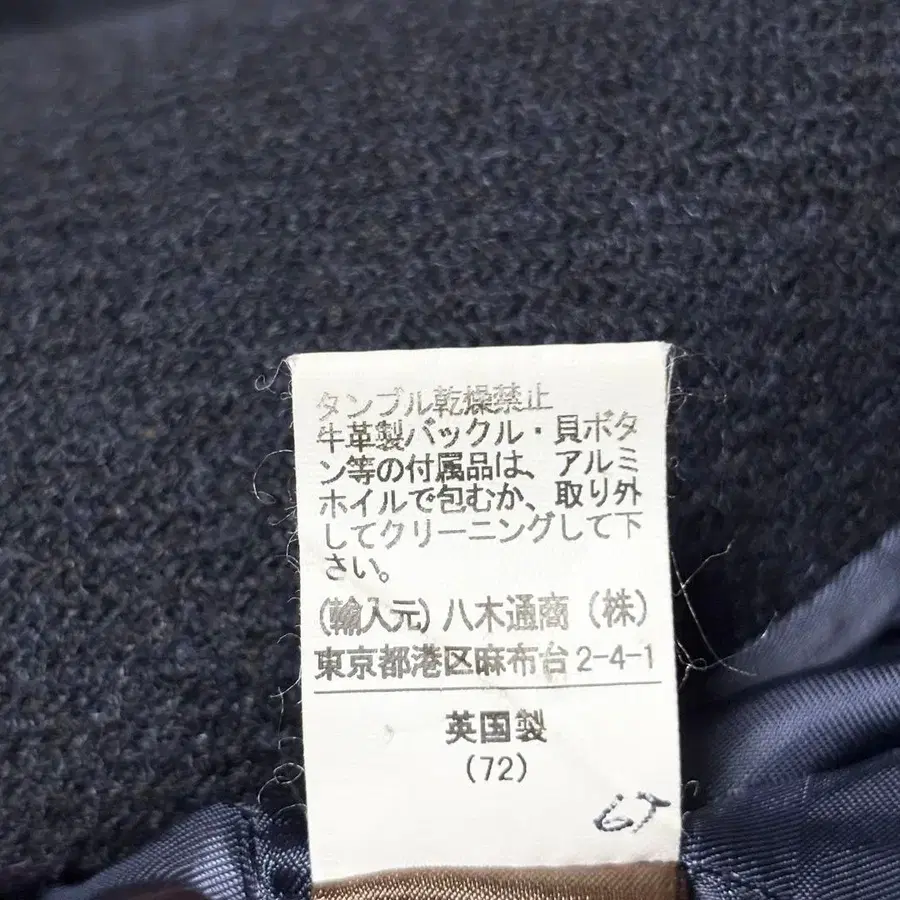 タンブル乾燥禁止
牛革製バックル・貝ボタ
ン等の付属品は、アルミ
ホイルで包むか、取り外
してクリーニングして下
さい。
(輸入元) 八木通商 (株)
東京都港区麻布台2-4-1
英国製
(72)